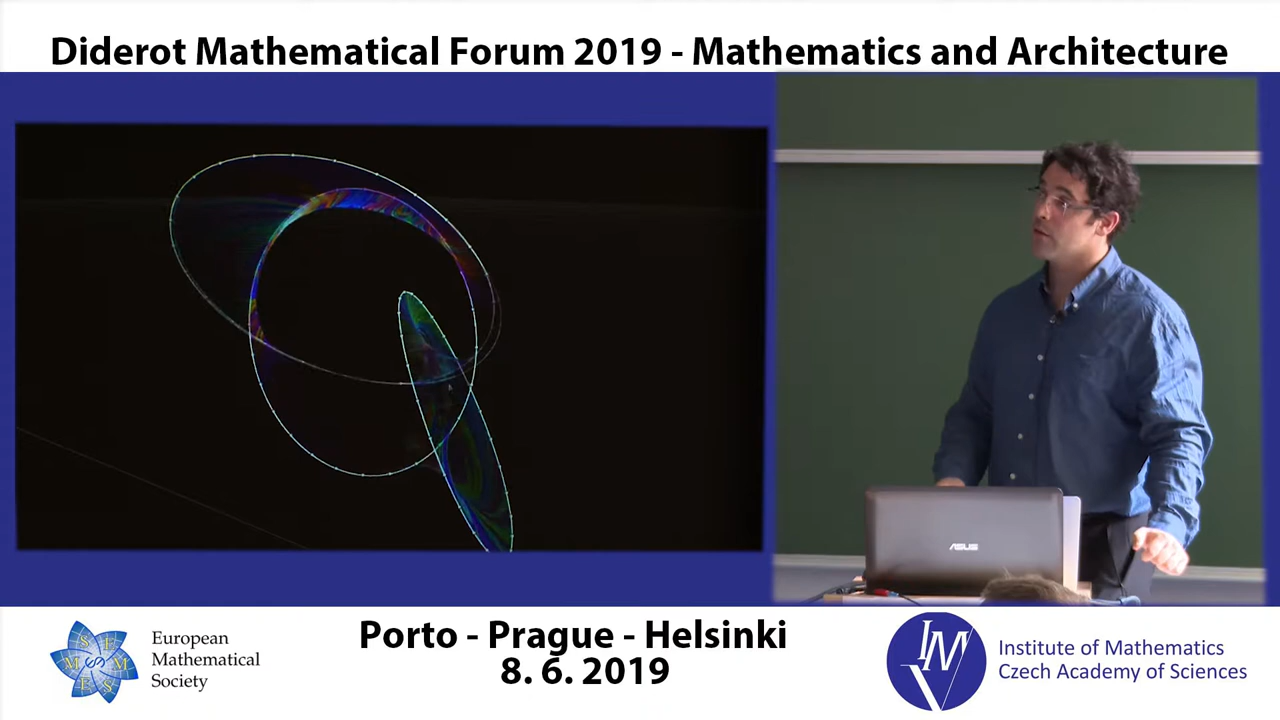 Diderot Mathematical Forum 2019 - Mathematics and Architecture
ASUS
European
Mathematical
Society
Porto - Prague - Helsinki
8. 6. 2019
IM
Institute of Mathematics
Czech Academy of Sciences